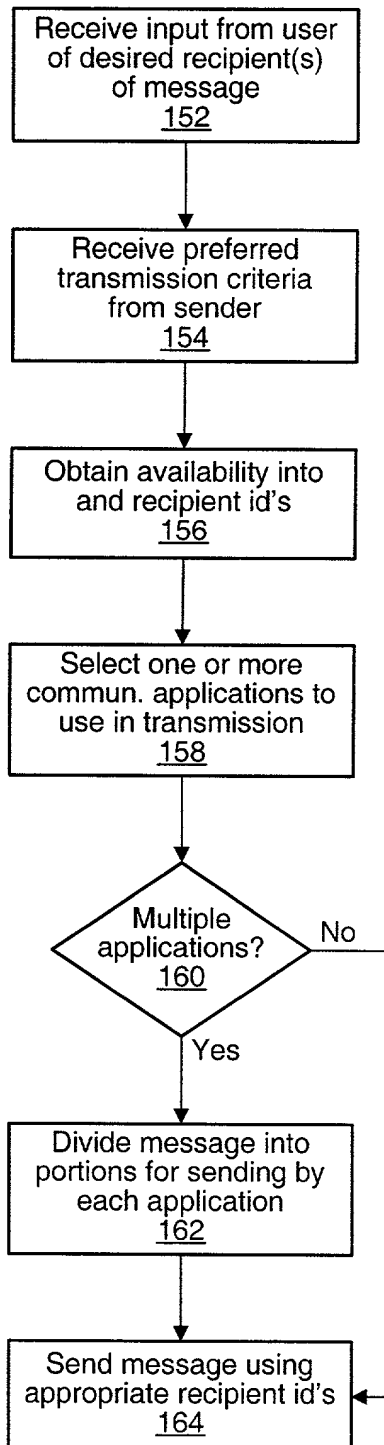 Receive input from user
of desired recipient(s)
of message
152
Receive preferred
transmission criteria
from sender
154
Obtain availability into
and recipient id's
156
Select one or more
commun. applications to
use in transmission
158
Multiple
applications?
160
No
Yes
Divide message into
portions for sending by
each application
162
Send message using
appropriate recipient id's
164